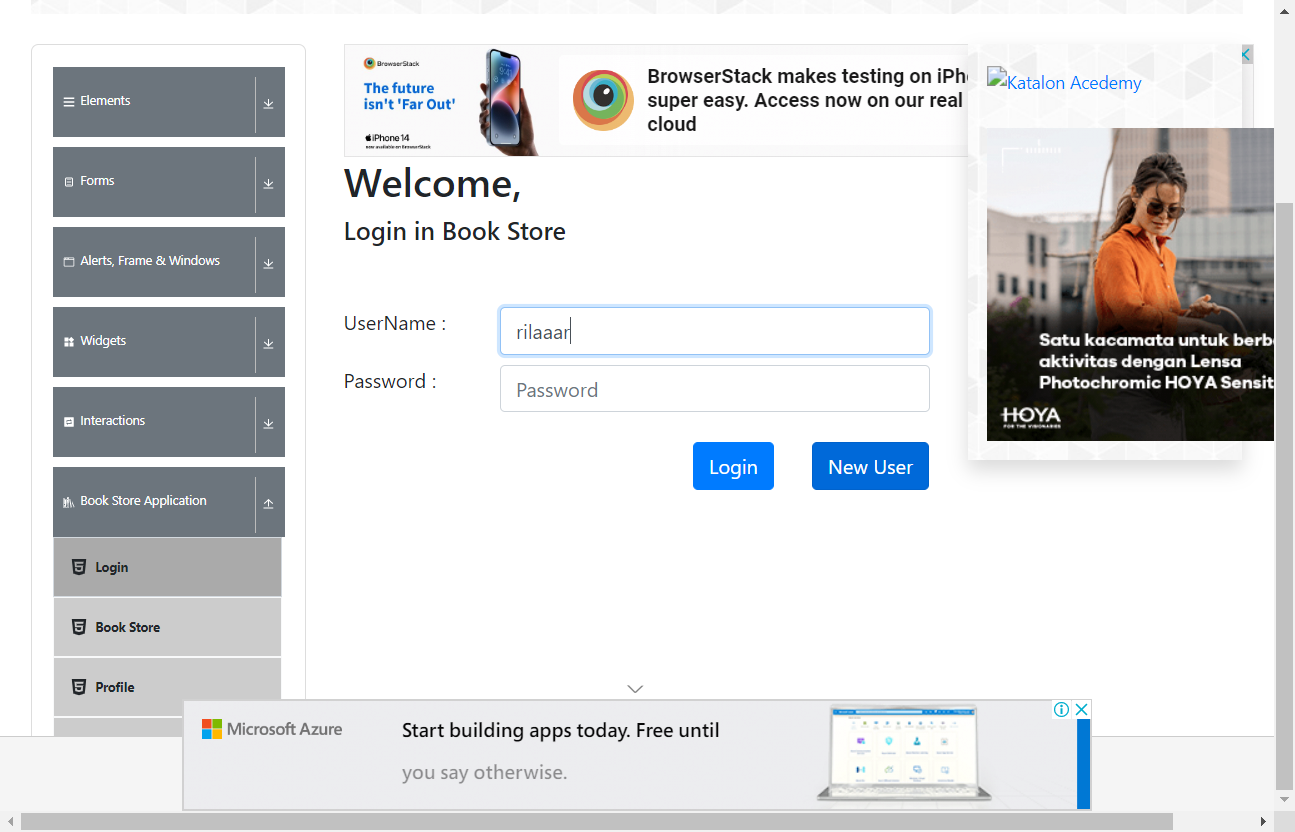 Elements
Forms
Alerts, Frame & Windows
Widgets
Interactions
Book Store Application
Login
Book Store
Profile
BrowserStack
The future
isn't 'Far Out'
iPhone 14
now available on BrowserStack
BrowserStack makes testing on iPh
super easy. Access now on our real
cloud
Welcome,
Login in Book Store
UserName :
rilaaar
Password :
Password
Login
New User
Katalon Acedemy
Satu kacamata untuk berb
aktivitas dengan Lensa
Photochromic HOYA Sensit
HOYA
FOR THE VISIONARIES
Microsoft Azure
Start building apps today. Free until
you say otherwise.